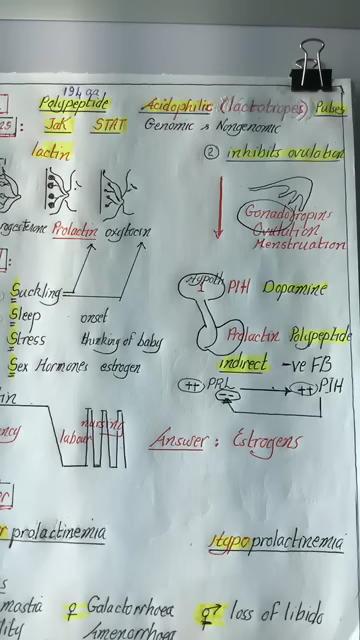 194 aa
Polypeptide Acidophilic (lactotropes) Pulses
Jak STAT Genomic > Nongenomic
lactin ② inhibits ovulation
Prolactin oxytocin
Gonadotropins
Ovulation
Menstruation
Suckling
Sleep onset
Stress thinking of baby
Sex Hormones estrogen
Hypoth PIH Dopamine
Prolactin Polypeptide
indirect -ve FB
++ PRL → ++ PIH
labour nursing
Answer : Estrogens
prolactinemia Hypoprolactinemia
♀ Galactorrhoea ⚥ loss of libido
Amenorrhoea